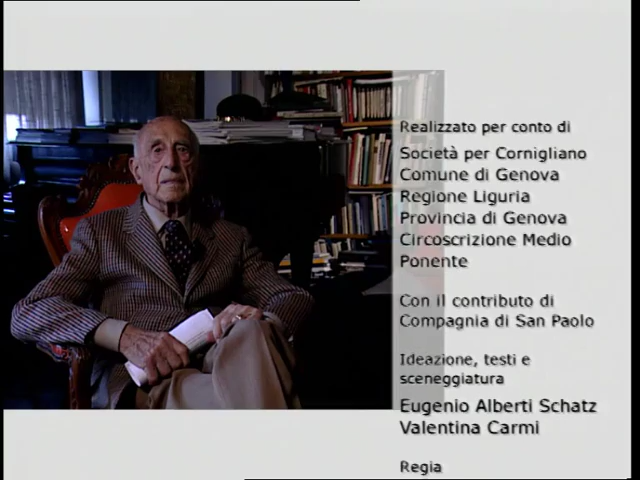 Realizzato per conto di
Società per Cornigliano
Comune di Genova
Regione Liguria
Provincia di Genova
Circoscrizione Medio
Ponente
Con il contributo di
Compagnia di San Paolo
Ideazione, testi e
sceneggiatura
Eugenio Alberti Schatz
Valentina Carmi
Regia